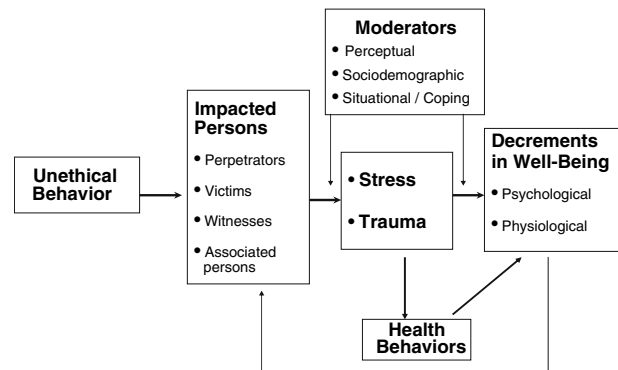 Unethical
Behavior
Impacted
Persons
• Perpetrators
• Victims
• Witnesses
• Associated
persons
Moderators
• Perceptual
• Sociodemographic
• Situational / Coping
• Stress
• Trauma
Health
Behaviors
Decrements
in Well-Being
• Psychological
• Physiological